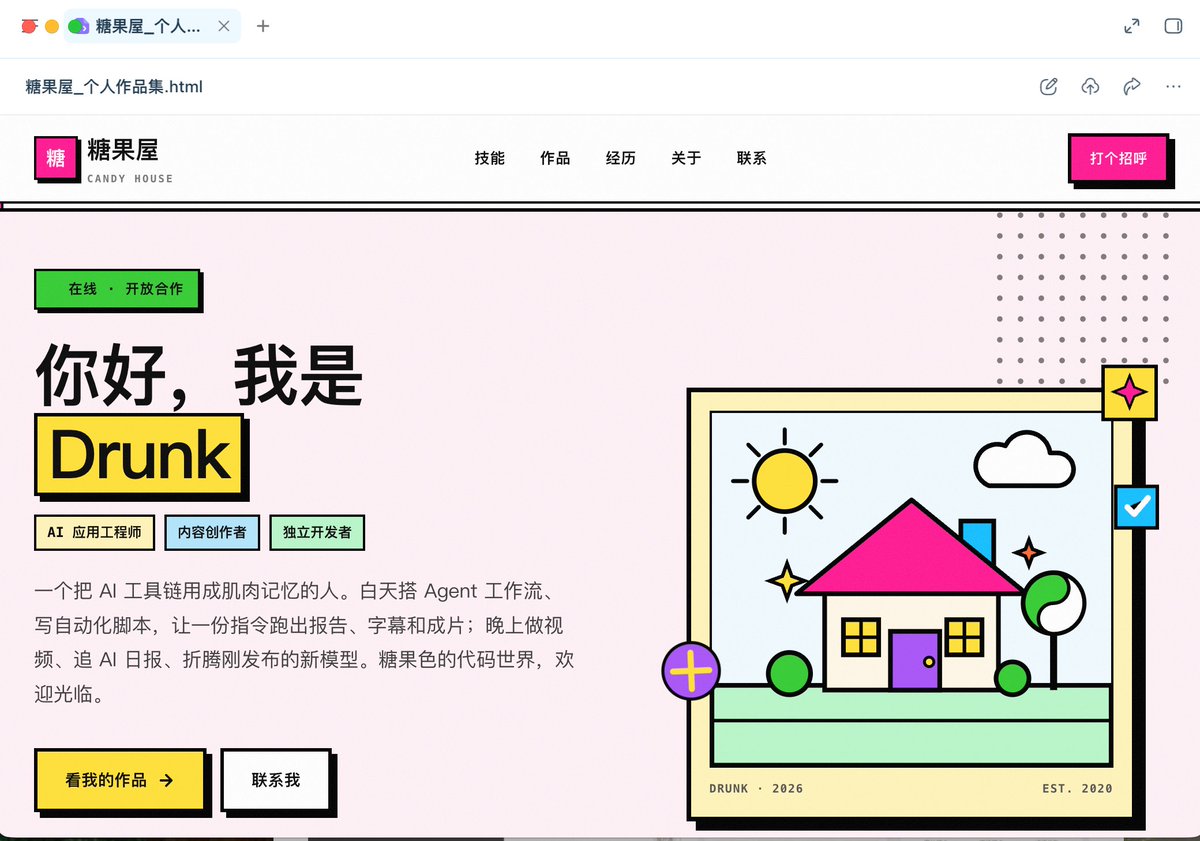 糖果屋_个人...
糖果屋_个人作品集.html
糖
糖果屋
CANDY HOUSE
技能 作品 经历 关于 联系
打个招呼
在线 · 开放合作
你好，我是
Drunk
AI 应用工程师 内容创作者 独立开发者
一个把 AI 工具链用成肌肉记忆的人。白天搭 Agent 工作流、
写自动化脚本，让一份指令跑出报告、字幕和成片；晚上做视
频、追 AI 日报、折腾刚发布的新模型。糖果色的代码世界，欢
迎光临。
看我的作品 →
联系我
DRUNK · 2026
EST. 2020